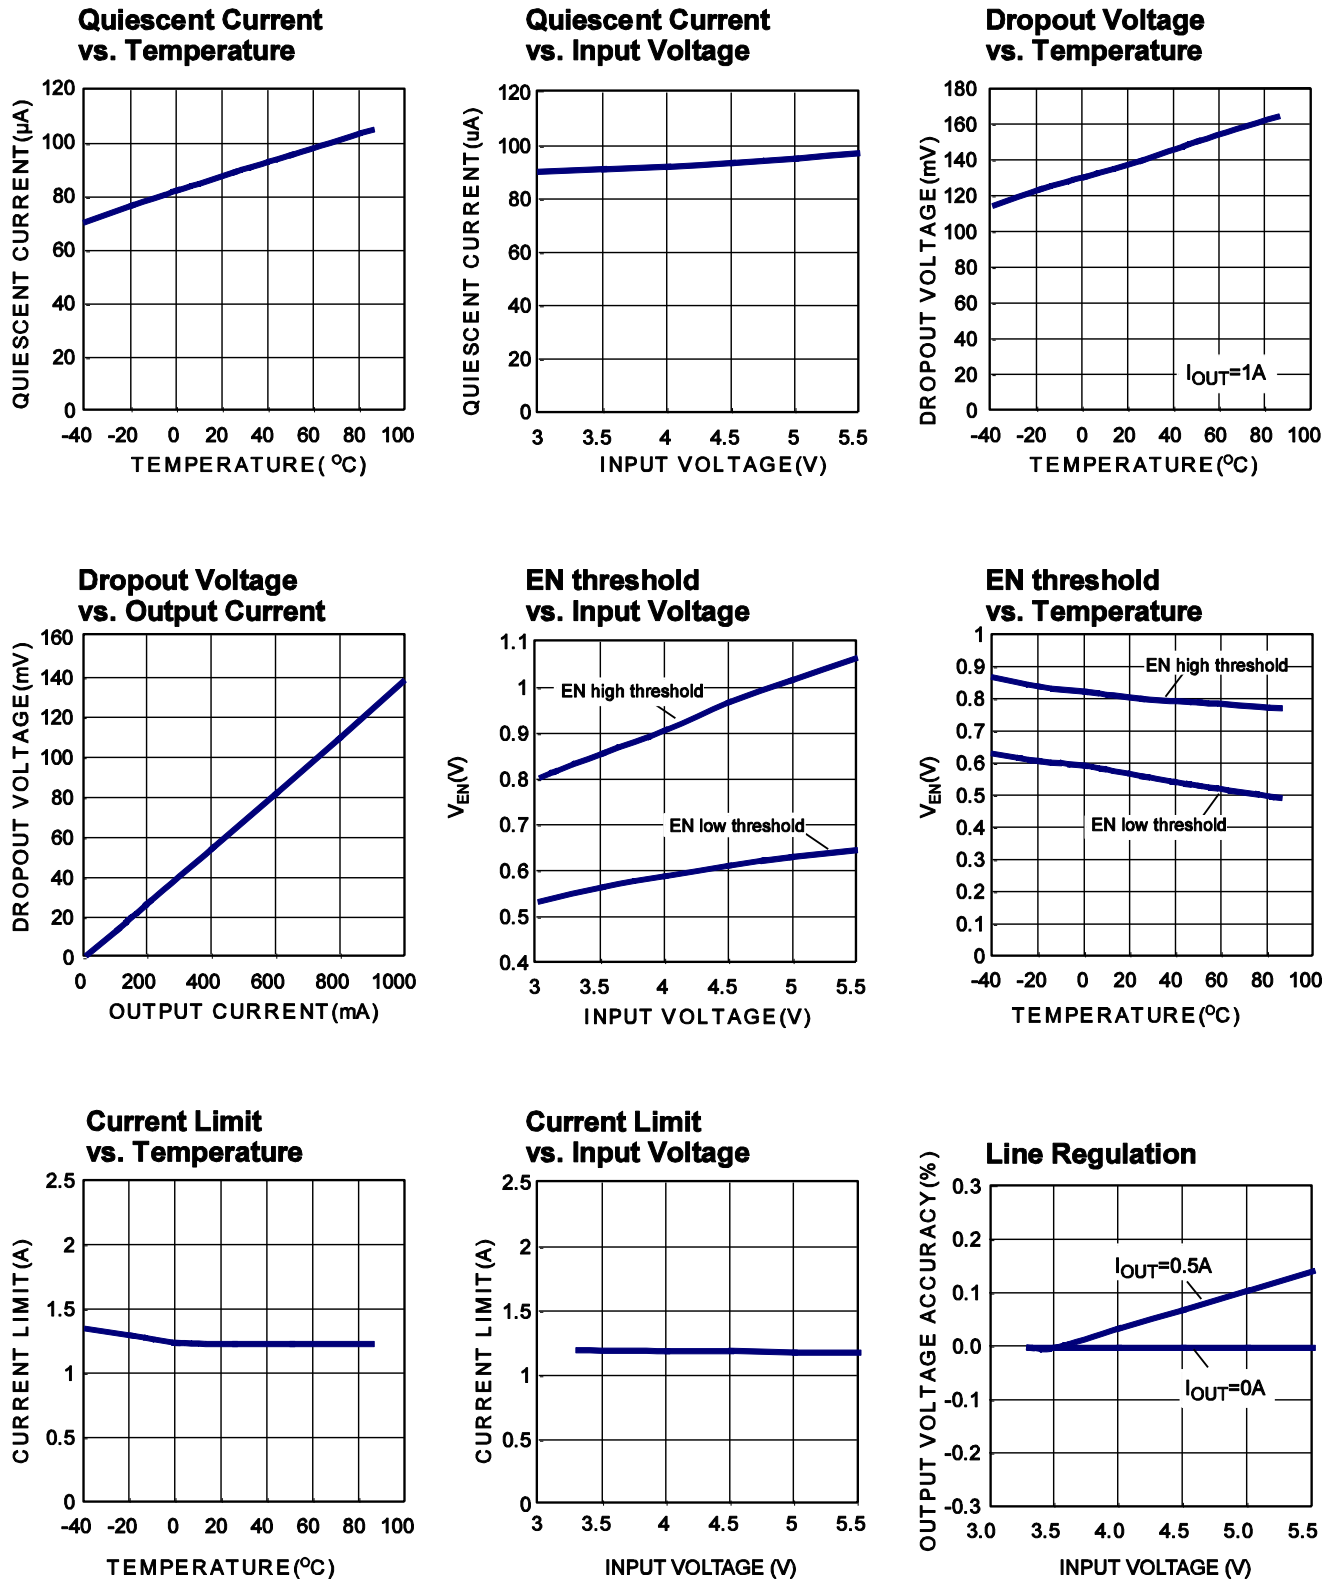 Quiescent Current
vs. Temperature
QUIESCENT CURRENT(µA)
120
100
80
60
40
20
0
-40 -20 0 20 40 60 80 100
TEMPERATURE(°C)
Quiescent Current
vs. Input Voltage
QUIESCENT CURRENT(uA)
120
100
80
60
40
20
0
3 3.5 4 4.5 5 5.5
INPUT VOLTAGE(V)
Dropout Voltage
vs. Temperature
DROPOUT VOLTAGE(mV)
180
160
140
120
100
80
60
40
20
0
IOUT=1A
-40 -20 0 20 40 60 80 100
TEMPERATURE(°C)
Dropout Voltage
vs. Output Current
DROPOUT VOLTAGE(mV)
160
140
120
100
80
60
40
20
0
0 200 400 600 800 1000
OUTPUT CURRENT(mA)
EN threshold
vs. Input Voltage
VEN(V)
1.1
1
0.9
0.8
0.7
0.6
0.5
0.4
EN high threshold
EN low threshold
3 3.5 4 4.5 5 5.5
INPUT VOLTAGE(V)
EN threshold
vs. Temperature
VEN(V)
1
0.9
0.8
0.7
0.6
0.5
0.4
0.3
0.2
0.1
0
EN high threshold
EN low threshold
-40 -20 0 20 40 60 80 100
TEMPERATURE(°C)
Current Limit
vs. Temperature
CURRENT LIMIT(A)
2.5
2
1.5
1
0.5
0
-40 -20 0 20 40 60 80 100
TEMPERATURE(°C)
Current Limit
vs. Input Voltage
CURRENT LIMIT(A)
2.5
2
1.5
1
0.5
0
3 3.5 4 4.5 5 5.5
INPUT VOLTAGE (V)
Line Regulation
OUTPUT VOLTAGE ACCURACY(%)
0.3
0.2
0.1
0.0
-0.1
-0.2
-0.3
IOUT=0.5A
IOUT=0A
3.0 3.5 4.0 4.5 5.0 5.5
INPUT VOLTAGE (V)